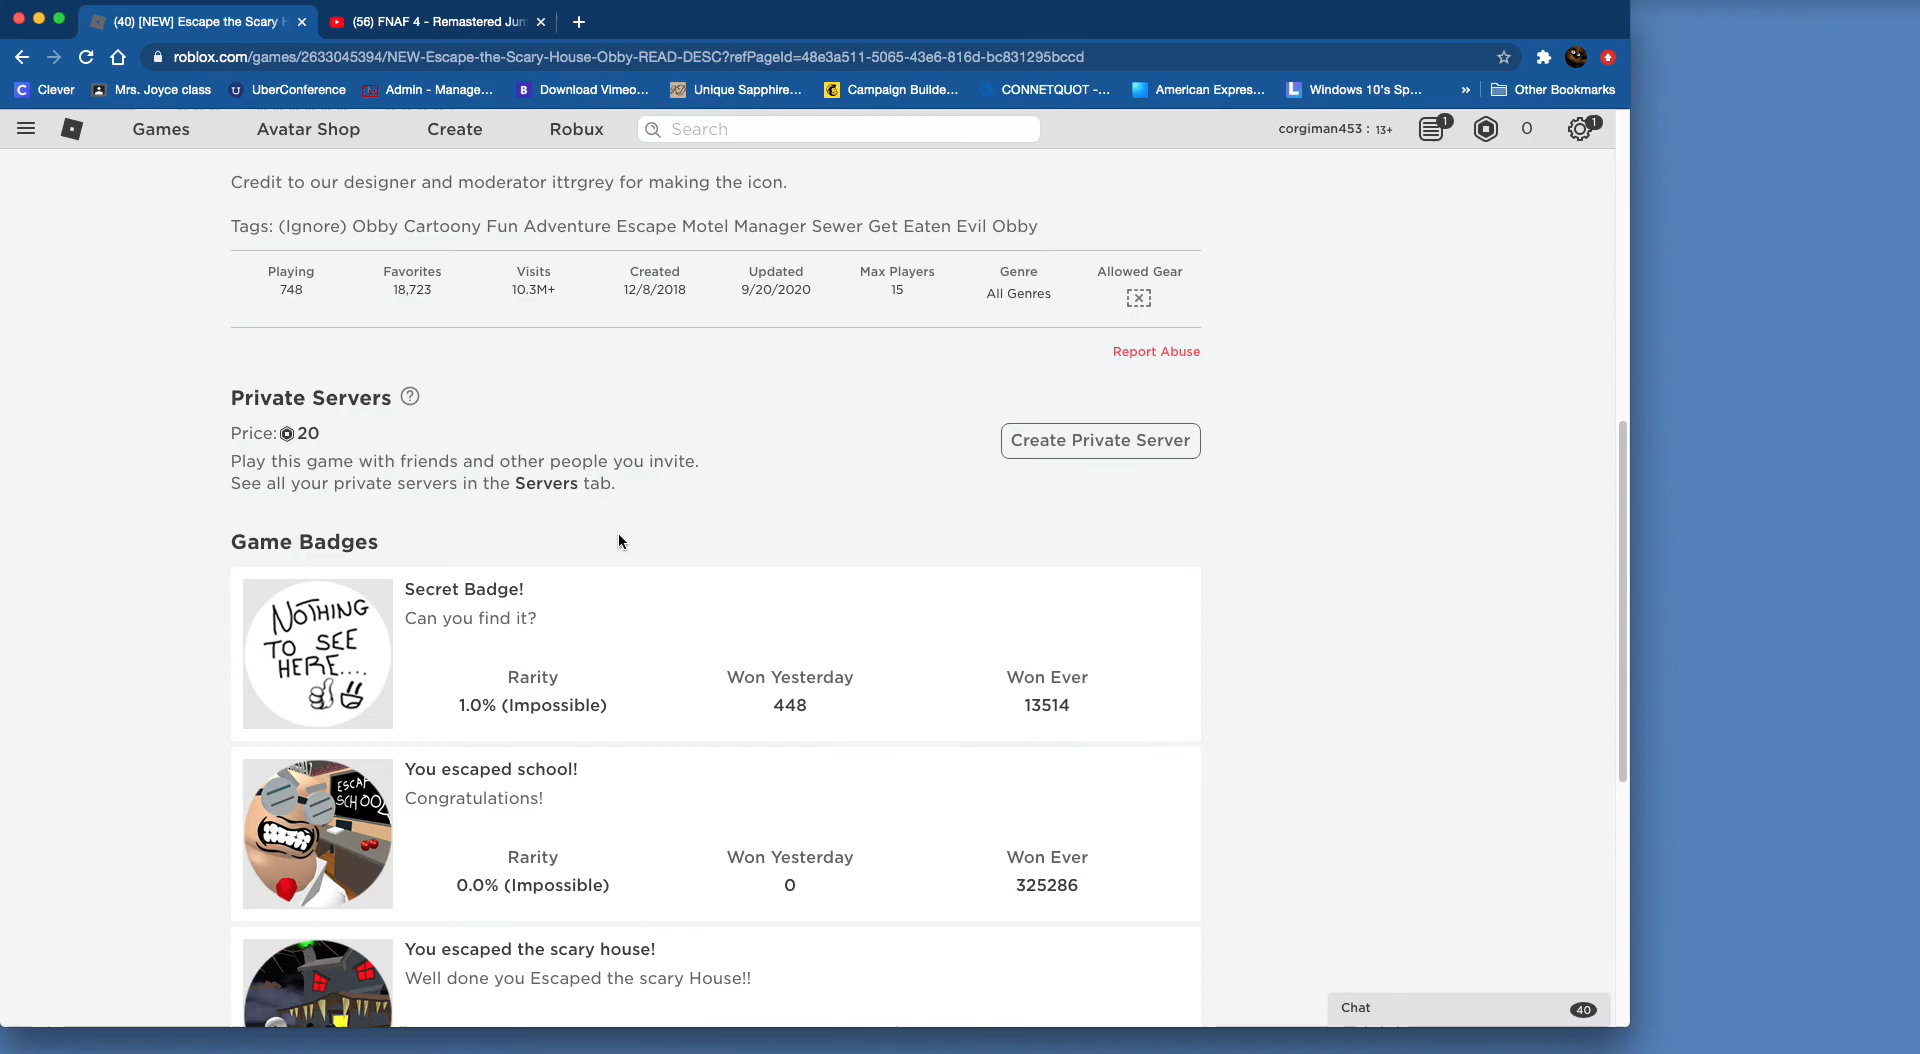 (40) [NEW] Escape the Scary H
(56) FNAF 4 - Remastered Jum
roblox.com/games/2633045394/NEW-Escape-the-Scary-House-Obby-READ-DESC?refPageId=48e3a511-5065-43e6-816d-bc831295bccd
Clever Mrs. Joyce class UberConference Admin - Manage... Download Vimeo... Unique Sapphire... Campaign Builde... CONNETQUOT -... American Expres... Windows 10's Sp... » Other Bookmarks
Games Avatar Shop Create Robux Search corgiman453 : 13+ 1 0 1
Credit to our designer and moderator ittrgrey for making the icon.
Tags: (Ignore) Obby Cartoony Fun Adventure Escape Motel Manager Sewer Get Eaten Evil Obby
Playing Favorites Visits Created Updated Max Players Genre Allowed Gear
748 18,723 10.3M+ 12/8/2018 9/20/2020 15 All Genres
Report Abuse
Private Servers ?
Price: 20
Create Private Server
Play this game with friends and other people you invite.
See all your private servers in the Servers tab.
Game Badges
NOTHING
TO SEE
HERE....
Secret Badge!
Can you find it?
Rarity Won Yesterday Won Ever
1.0% (Impossible) 448 13514
ESCAP
SCHOOL
You escaped school!
Congratulations!
Rarity Won Yesterday Won Ever
0.0% (Impossible) 0 325286
You escaped the scary house!
Well done you Escaped the scary House!!
Chat 40